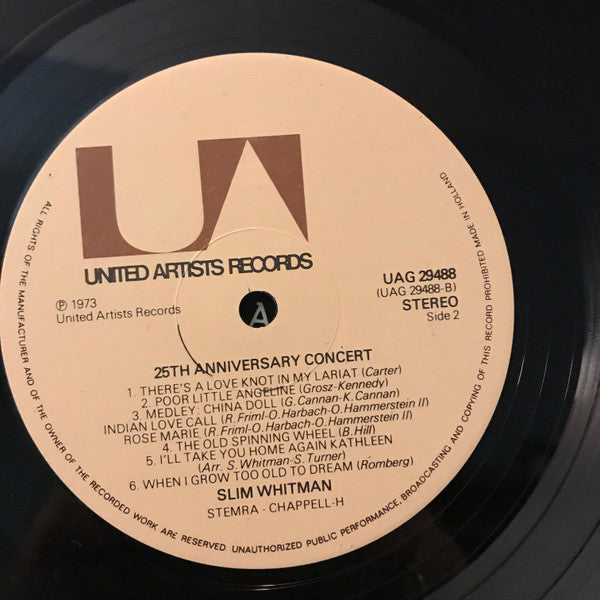 UA
UNITED ARTISTS RECORDS
℗ 1973
United Artists Records
UAG 29488
(UAG 29488-B)
STEREO
Side 2
A
25TH ANNIVERSARY CONCERT
1. THERE'S A LOVE KNOT IN MY LARIAT (Carter)
2. POOR LITTLE ANGELINE (Grosz-Kennedy)
3. MEDLEY: CHINA DOLL (G. Cannan-K. Cannan)
INDIAN LOVE CALL (R. Friml-O. Harbach-O. Hammerstein II)
ROSE MARIE (R. Friml-O. Harbach-O. Hammerstein II)
4. THE OLD SPINNING WHEEL (B. Hill)
5. I'LL TAKE YOU HOME AGAIN KATHLEEN
(Arr. S. Whitman-S. Turner)
6. WHEN I GROW TOO OLD TO DREAM (Romberg)
SLIM WHITMAN
STEMRA - CHAPPELL-H
ALL RIGHTS OF THE MANUFACTURER AND OF THE OWNER OF THE RECORDED WORK ARE RESERVED. UNAUTHORIZED PUBLIC PERFORMANCE, BROADCASTING AND COPYING OF THIS RECORD PROHIBITED MADE IN HOLLAND